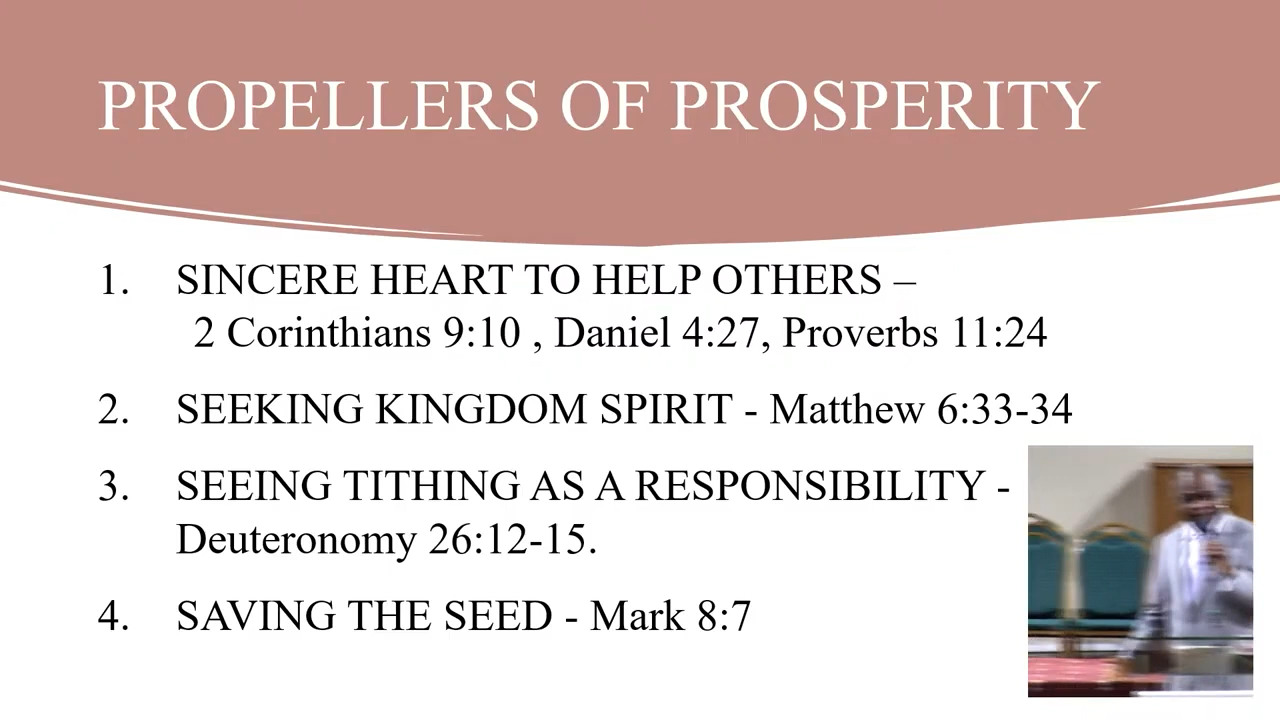 PROPELLERS OF PROSPERITY
1. SINCERE HEART TO HELP OTHERS –
2 Corinthians 9:10 , Daniel 4:27, Proverbs 11:24
2. SEEKING KINGDOM SPIRIT - Matthew 6:33-34
3. SEEING TITHING AS A RESPONSIBILITY -
Deuteronomy 26:12-15.
4. SAVING THE SEED - Mark 8:7